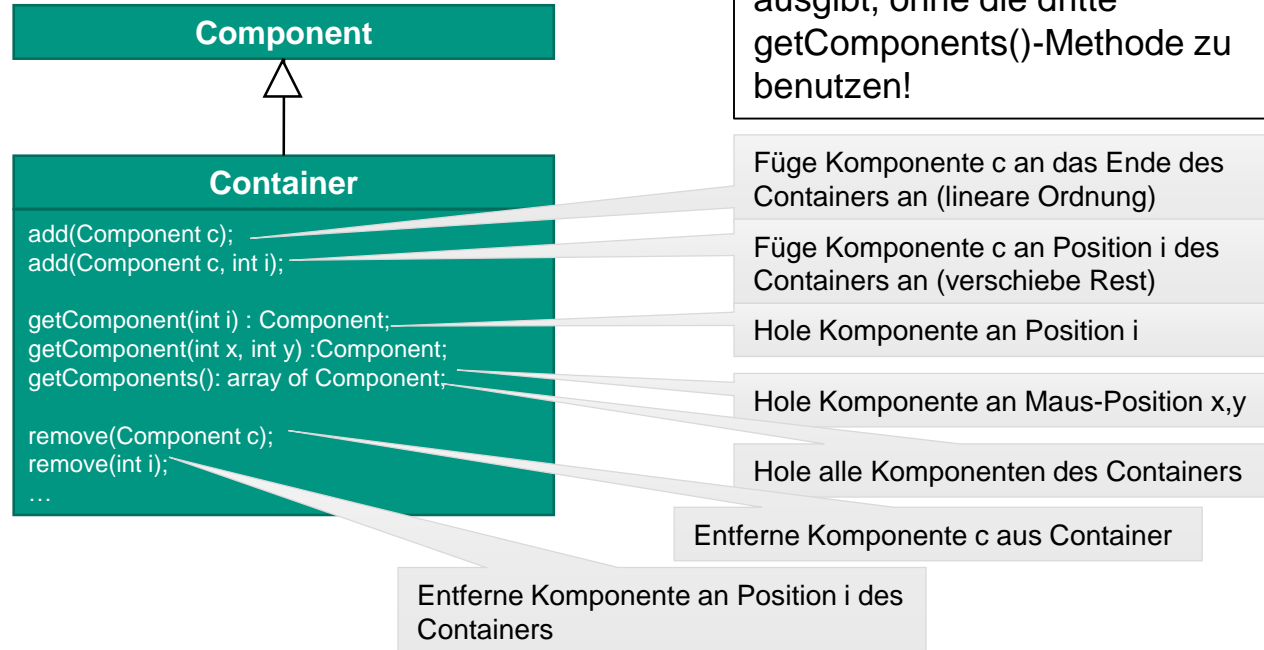 Component
Container
add(Component c);
add(Component c, int i);
getComponent(int i) : Component;
getComponent(int x, int y) :Component;
getComponents(): array of Component;
remove(Component c);
remove(int i);
…
ausgibt, ohne die dritte
getComponents()-Methode zu
benutzen!
Füge Komponente c an das Ende des
Containers an (lineare Ordnung)
Füge Komponente c an Position i des
Containers an (verschiebe Rest)
Hole Komponente an Position i
Hole Komponente an Maus-Position x,y
Hole alle Komponenten des Containers
Entferne Komponente c aus Container
Entferne Komponente an Position i des
Containers